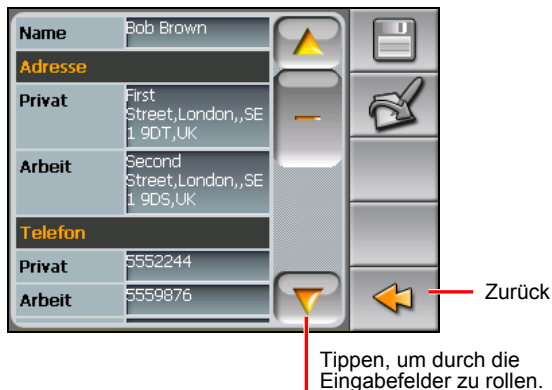 Name Bob Brown
Adresse
Privat First
Street,London,,SE
1 9DT,UK
Arbeit Second
Street,London,,SE
1 9DS,UK
Telefon
Privat 5552244
Arbeit 5559876
Zurück
Tippen, um durch die
Eingabefelder zu rollen.